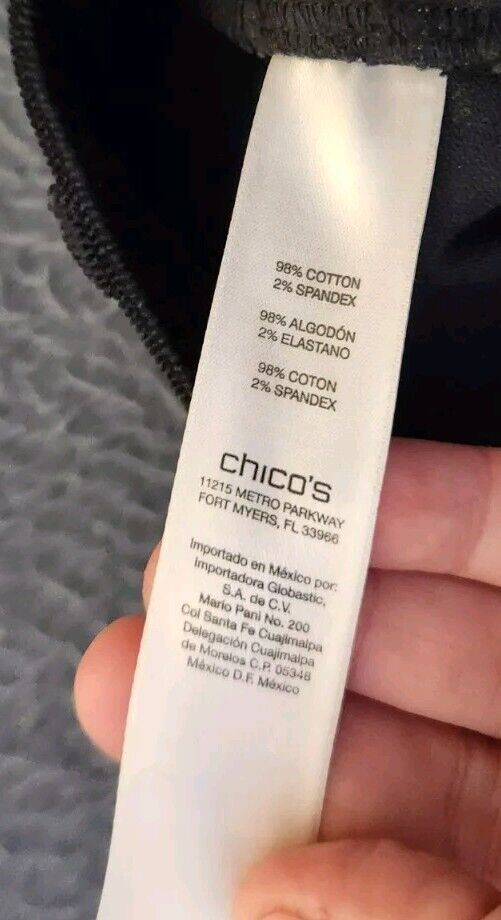 98% COTTON
2% SPANDEX
98% ALGODÓN
2% ELASTANO
98% COTON
2% SPANDEX
chico's
11215 METRO PARKWAY
FORT MYERS, FL 33966
Importado en México por:
Importadora Globastic,
S.A. de C.V.
Mario Pani No. 200
Col Santa Fe Cuajimalpa
Delegación Cuajimalpa
de Morelos C.P. 05348
México D.F. México